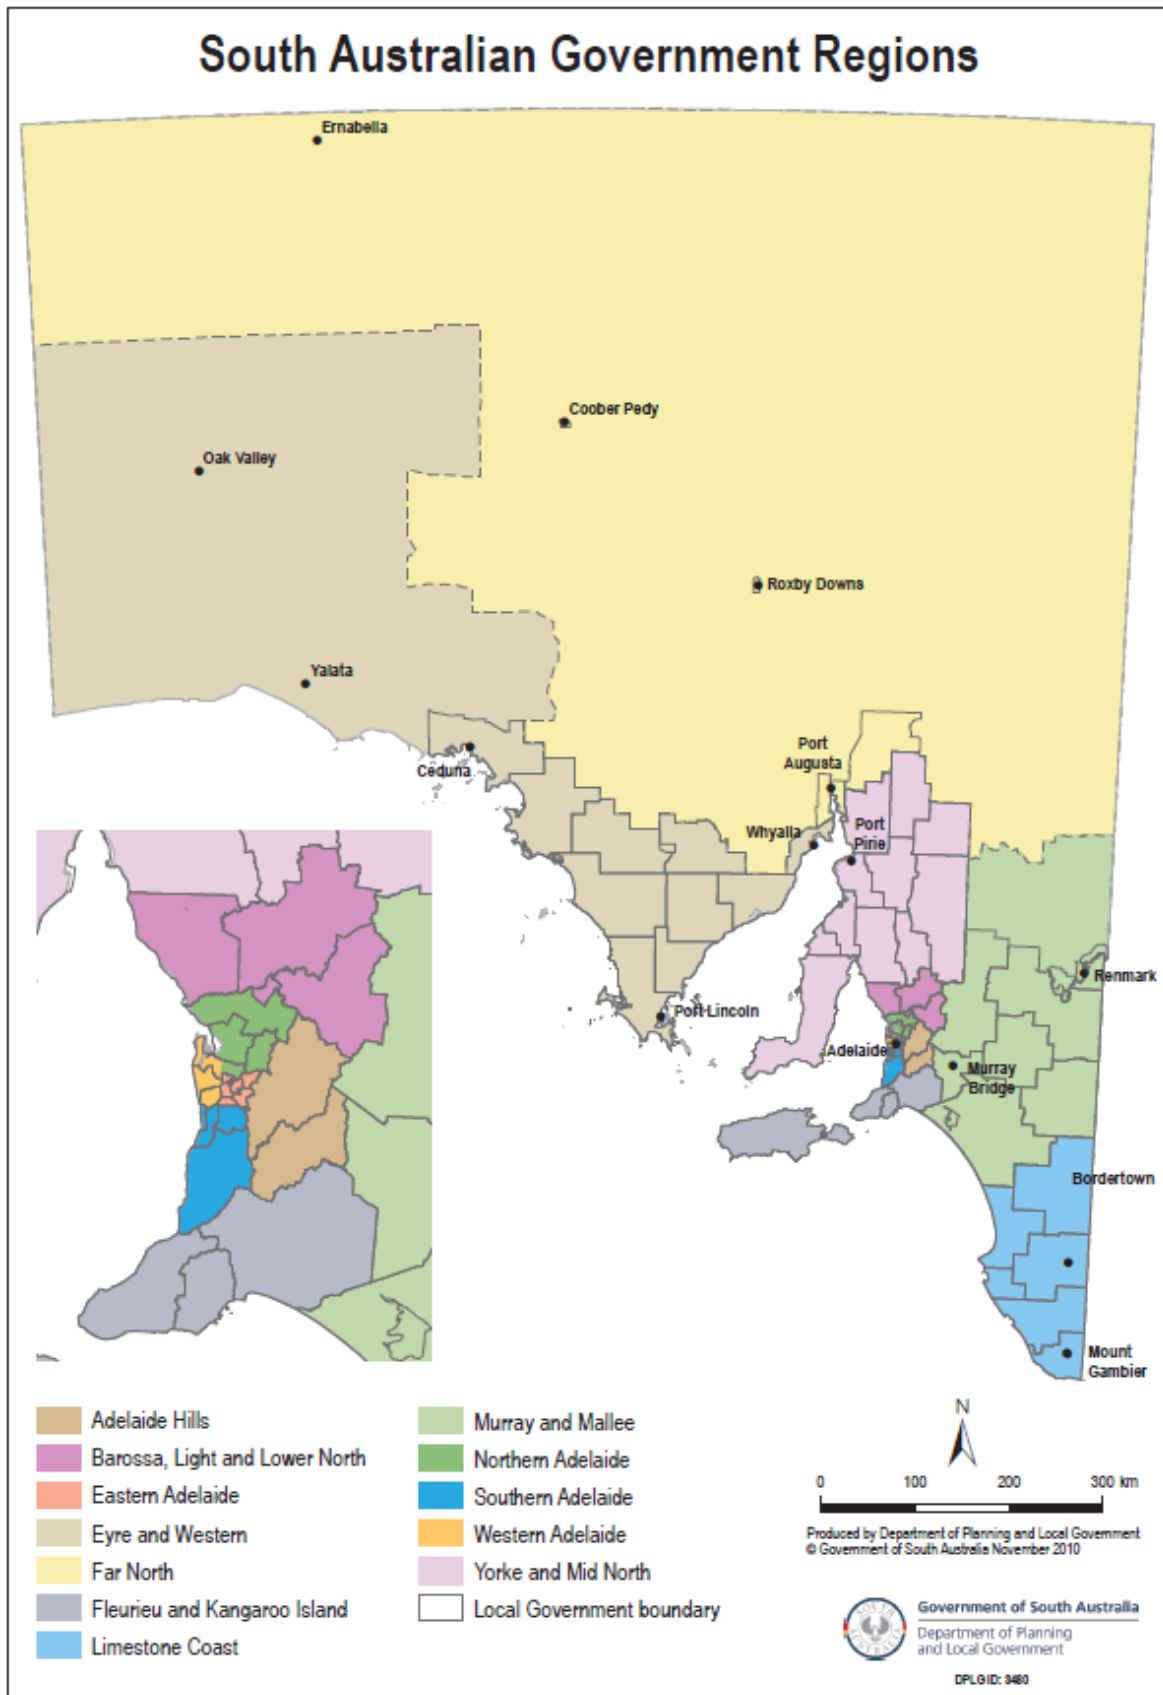 South Australian Government Regions
Ernabella
Coober Pedy
Oak Valley
Roxby Downs
Yalata
Port
Augusta
Ceduna
Whyalla
Port
Pirie
Renmark
Port Lincoln
Adelaide
Murray
Bridge
Bordertown
Mount
Gambier
Adelaide Hills
Barossa, Light and Lower North
Eastern Adelaide
Eyre and Western
Far North
Fleurieu and Kangaroo Island
Limestone Coast
Murray and Mallee
Northern Adelaide
Southern Adelaide
Western Adelaide
Yorke and Mid North
Local Government boundary
N
0 100 200 300 km
Produced by Department of Planning and Local Government
© Government of South Australia November 2010
SOUTH AUSTRALIA
Government of South Australia
Department of Planning
and Local Government
DPLG ID: 3480